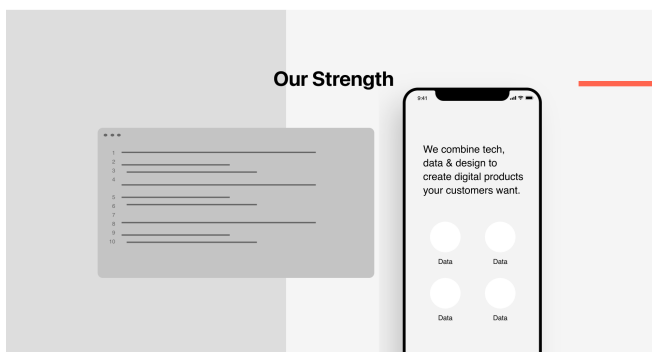 Our Strength
9:41
1
2
3
4
5
6
7
8
9
10
We combine tech,
data & design to
create digital products
your customers want.
Data Data
Data Data